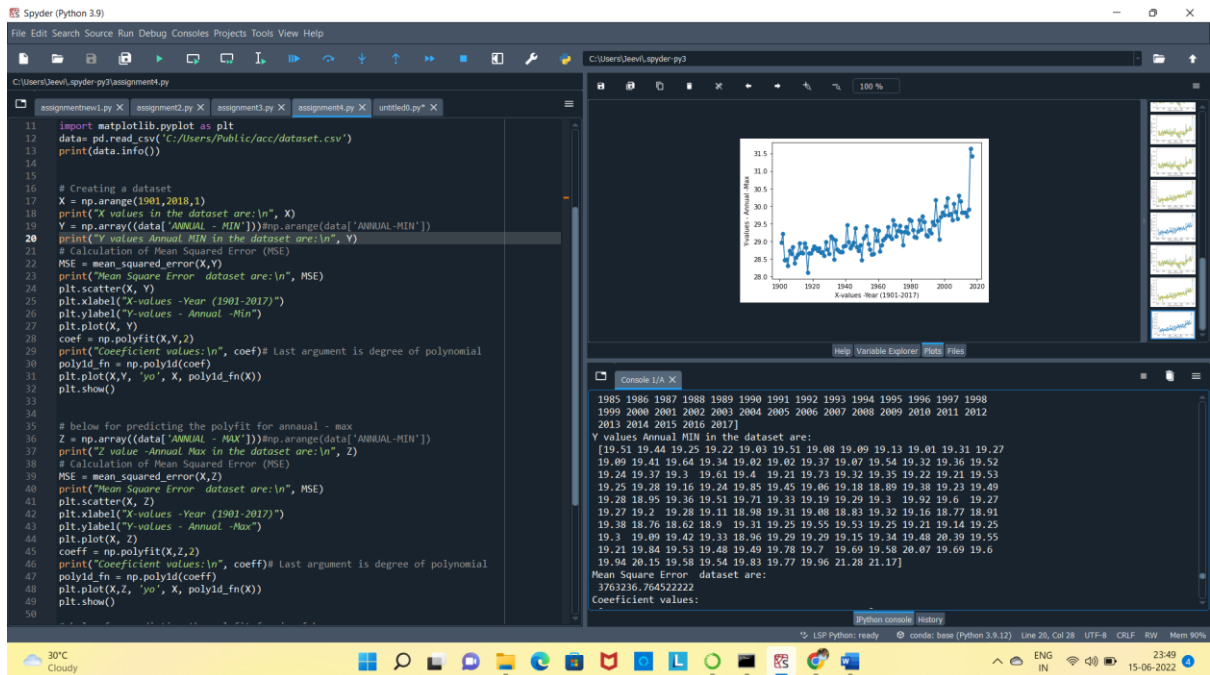 Spyder (Python 3.9)
File Edit Search Source Run Debug Consoles Projects Tools View Help
C:\Users\Jeevi\.spyder-py3
C:\Users\Jeevi\.spyder-py3\assignment4.py
assignmentnew1.py X assignment2.py X assignment3.py X assignment4.py X untitled0.py* X
11 import matplotlib.pyplot as plt
12 data= pd.read_csv('C:/Users/Public/acc/dataset.csv')
13 print(data.info())
14
15
16 # Creating a dataset
17 X = np.arange(1901,2018,1)
18 print("X values in the dataset are:\n", X)
19 Y = np.array((data['ANNUAL - MIN']))#np.arange(data['ANNUAL-MIN'])
20 print("Y values Annual MIN in the dataset are:\n", Y)
21 # Calculation of Mean Squared Error (MSE)
22 MSE = mean_squared_error(X,Y)
23 print("Mean Square Error  dataset are:\n", MSE)
24 plt.scatter(X, Y)
25 plt.xlabel("X-values -Year (1901-2017)")
26 plt.ylabel("Y-values - Annual -Min")
27 plt.plot(X, Y)
28 coef = np.polyfit(X,Y,2)
29 print("Coeeficient values:\n", coef)# Last argument is degree of polynomial
30 poly1d_fn = np.poly1d(coef)
31 plt.plot(X,Y, 'yo', X, poly1d_fn(X))
32 plt.show()
33
34
35 # below for predicting the polyfit for annaual - max
36 Z = np.array((data['ANNUAL - MAX']))#np.arange(data['ANNUAL-MIN'])
37 print("Z value -Annual Max in the dataset are:\n", Z)
38 # Calculation of Mean Squared Error (MSE)
39 MSE = mean_squared_error(X,Z)
40 print("Mean Square Error  dataset are:\n", MSE)
41 plt.scatter(X, Z)
42 plt.xlabel("X-values -Year (1901-2017)")
43 plt.ylabel("Y-values - Annual -Max")
44 plt.plot(X, Z)
45 coeff = np.polyfit(X,Z,2)
46 print("Coeeficient values:\n", coeff)# Last argument is degree of polynomial
47 poly1d_fn = np.poly1d(coeff)
48 plt.plot(X,Z, 'yo', X, poly1d_fn(X))
49 plt.show()
50
100 %
31.5
31.0
30.5
30.0
29.5
29.0
28.5
28.0
Y-values - Annual -Max
1900 1920 1940 1960 1980 2000 2020
X-values -Year (1901-2017)
Help Variable Explorer Plots Files
Console 1/A X
1985 1986 1987 1988 1989 1990 1991 1992 1993 1994 1995 1996 1997 1998
1999 2000 2001 2002 2003 2004 2005 2006 2007 2008 2009 2010 2011 2012
2013 2014 2015 2016 2017]
Y values Annual MIN in the dataset are:
[19.51 19.44 19.25 19.22 19.03 19.51 19.08 19.09 19.13 19.01 19.31 19.27
19.09 19.41 19.64 19.34 19.02 19.02 19.37 19.07 19.54 19.32 19.36 19.52
19.24 19.37 19.3 19.61 19.4 19.21 19.73 19.32 19.35 19.22 19.21 19.53
19.25 19.28 19.16 19.24 19.85 19.45 19.06 19.18 18.89 19.38 19.23 19.49
19.28 18.95 19.36 19.51 19.71 19.33 19.19 19.29 19.3 19.92 19.6 19.27
19.27 19.2 19.28 19.11 18.98 19.31 19.08 18.83 19.32 19.16 18.77 18.91
19.38 18.76 18.62 18.9 19.31 19.25 19.55 19.53 19.25 19.21 19.14 19.25
19.3 19.09 19.42 19.33 18.96 19.29 19.29 19.15 19.34 19.48 20.39 19.55
19.21 19.84 19.53 19.48 19.49 19.78 19.7 19.69 19.58 20.07 19.69 19.6
19.94 20.15 19.58 19.54 19.83 19.77 19.96 21.28 21.17]
Mean Square Error  dataset are:
3763236.764522222
Coeeficient values:
IPython console History
LSP Python: ready conda: base (Python 3.9.12) Line 20, Col 28 UTF-8 CRLF RW Mem 90%
30°C
Cloudy
ENG
IN
23:49
15-06-2022
4